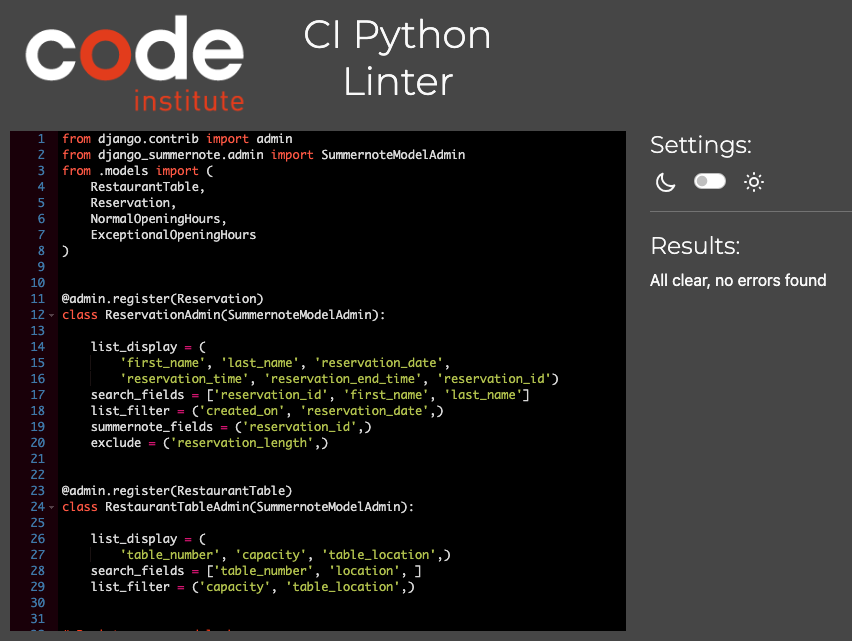 code
institute
CI Python
Linter
1 from django.contrib import admin
2 from django_summernote.admin import SummernoteModelAdmin
3 from .models import (
4     RestaurantTable,
5     Reservation,
6     NormalOpeningHours,
7     ExceptionalOpeningHours
8 )
9
10
11 @admin.register(Reservation)
12 class ReservationAdmin(SummernoteModelAdmin):
13
14     list_display = (
15         'first_name', 'last_name', 'reservation_date',
16         'reservation_time', 'reservation_end_time', 'reservation_id')
17     search_fields = ['reservation_id', 'first_name', 'last_name']
18     list_filter = ('created_on', 'reservation_date',)
19     summernote_fields = ('reservation_id',)
20     exclude = ('reservation_length',)
21
22
23 @admin.register(RestaurantTable)
24 class RestaurantTableAdmin(SummernoteModelAdmin):
25
26     list_display = (
27         'table_number', 'capacity', 'table_location',)
28     search_fields = ['table_number', 'location', ]
29     list_filter = ('capacity', 'table_location',)
30
31
Settings:
Results:
All clear, no errors found